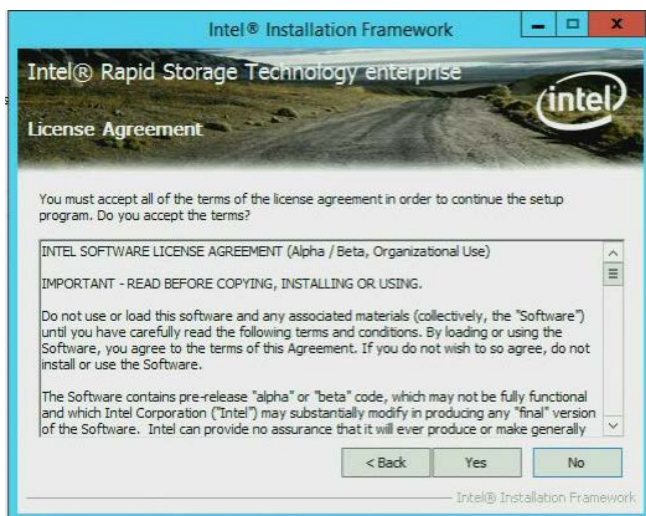 Intel® Installation Framework
Intel® Rapid Storage Technology enterprise
intel
License Agreement
You must accept all of the terms of the license agreement in order to continue the setup
program. Do you accept the terms?
INTEL SOFTWARE LICENSE AGREEMENT (Alpha / Beta, Organizational Use)
IMPORTANT - READ BEFORE COPYING, INSTALLING OR USING.
Do not use or load this software and any associated materials (collectively, the "Software")
until you have carefully read the following terms and conditions. By loading or using the
Software, you agree to the terms of this Agreement. If you do not wish to so agree, do not
install or use the Software.
The Software contains pre-release "alpha" or "beta" code, which may not be fully functional
and which Intel Corporation ("Intel") may substantially modify in producing any "final" version
of the Software. Intel can provide no assurance that it will ever produce or make generally
< Back Yes No
Intel® Installation Framework